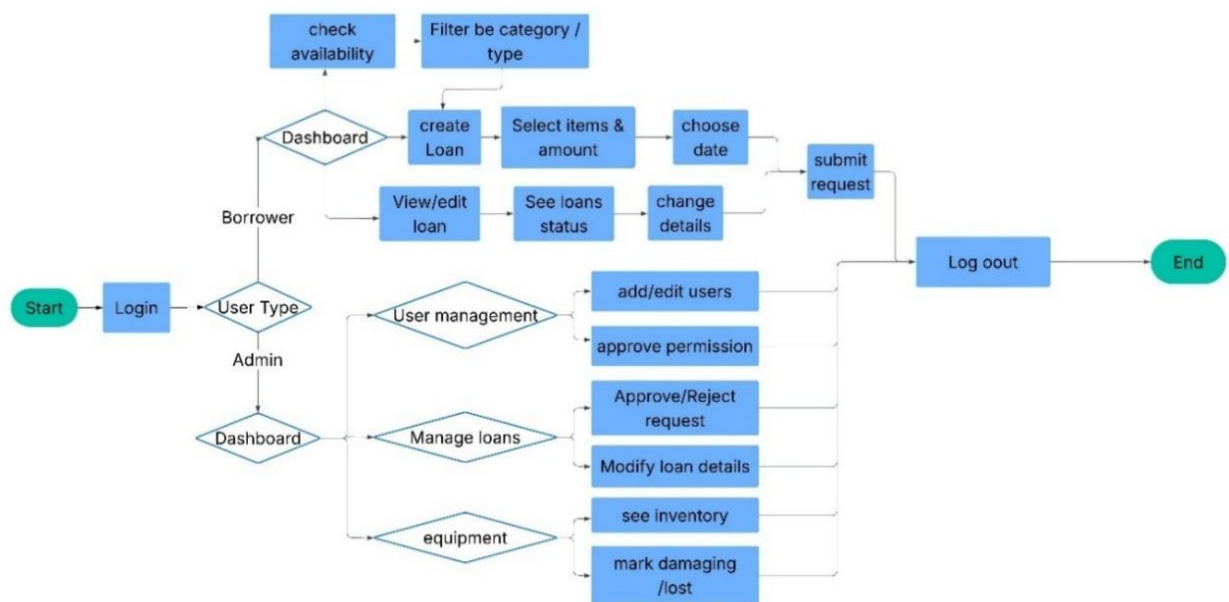 check
availability
Filter be category /
type
Dashboard
create
Loan
Select items &
amount
choose
date
submit
request
View/edit
loan
See loans
status
change
details
Borrower
Start
Login
User Type
Admin
Dashboard
User management
add/edit users
approve permission
Manage loans
Approve/Reject
request
Modify loan details
equipment
see inventory
mark damaging
/lost
Log oout
End